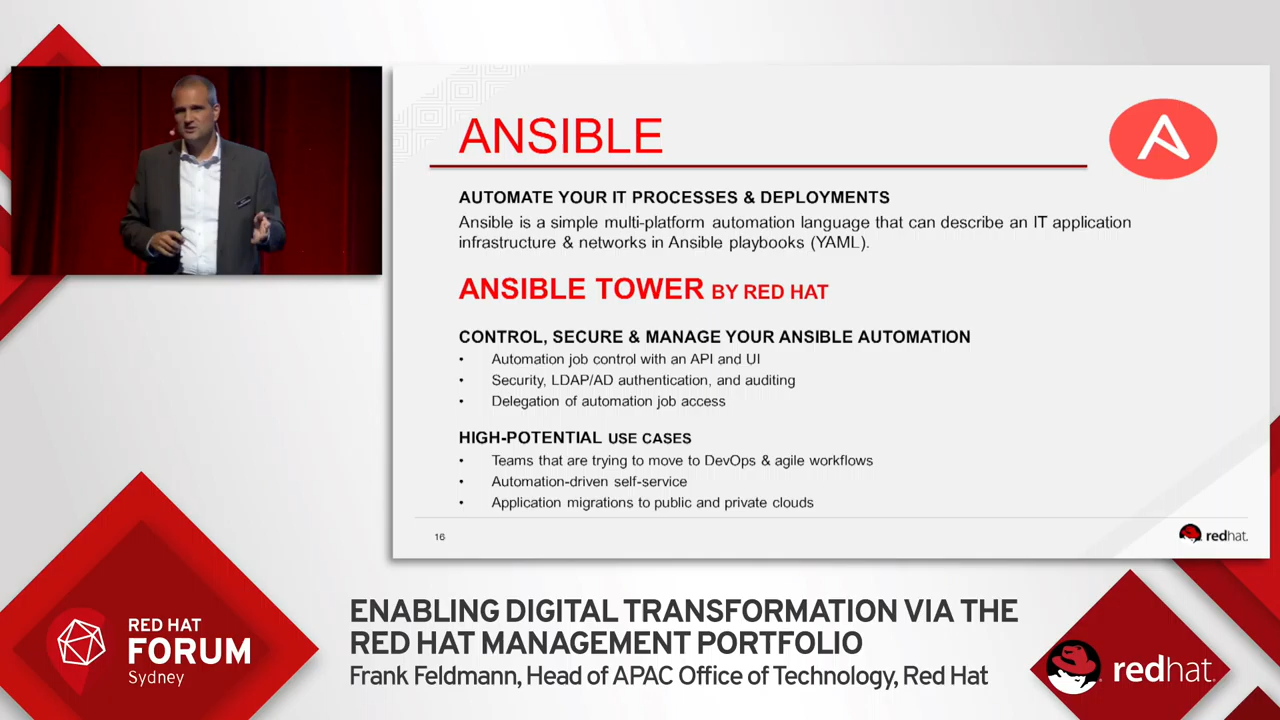 ANSIBLE
AUTOMATE YOUR IT PROCESSES & DEPLOYMENTS
Ansible is a simple multi-platform automation language that can describe an IT application
infrastructure & networks in Ansible playbooks (YAML).
ANSIBLE TOWER BY RED HAT
CONTROL, SECURE & MANAGE YOUR ANSIBLE AUTOMATION
• Automation job control with an API and UI
• Security, LDAP/AD authentication, and auditing
• Delegation of automation job access
HIGH-POTENTIAL USE CASES
• Teams that are trying to move to DevOps & agile workflows
• Automation-driven self-service
• Application migrations to public and private clouds
16
redhat.
RED HAT
FORUM
Sydney
ENABLING DIGITAL TRANSFORMATION VIA THE
RED HAT MANAGEMENT PORTFOLIO
Frank Feldmann, Head of APAC Office of Technology, Red Hat
redhat.